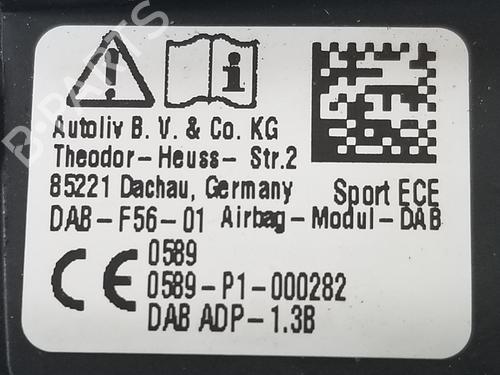 Autoliv B. V. & Co. KG
Theodor-Heuss- Str.2
85221 Dachau, Germany
Sport ECE
DAB-F56-01 Airbag-Modul-DAB
CE 0589
0589-P1-000282
DAB ADP-1.3B
B-PARTS